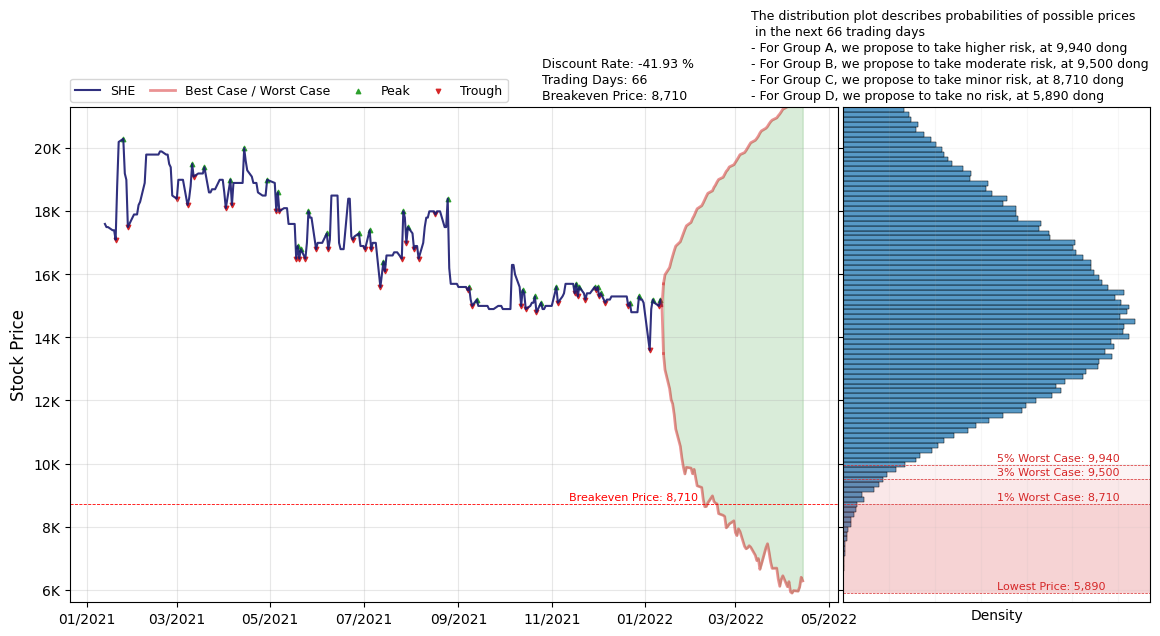 The distribution plot describes probabilities of possible prices
in the next 66 trading days
- For Group A, we propose to take higher risk, at 9,940 dong
- For Group B, we propose to take moderate risk, at 9,500 dong
- For Group C, we propose to take minor risk, at 8,710 dong
- For Group D, we propose to take no risk, at 5,890 dong
Discount Rate: -41.93 %
Trading Days: 66
Breakeven Price: 8,710
SHE
Best Case / Worst Case
Peak
Trough
Stock Price
20K
18K
16K
14K
12K
10K
8K
6K
Breakeven Price: 8,710
5% Worst Case: 9,940
3% Worst Case: 9,500
1% Worst Case: 8,710
Lowest Price: 5,890
01/2021
03/2021
05/2021
07/2021
09/2021
11/2021
01/2022
03/2022
05/2022
Density